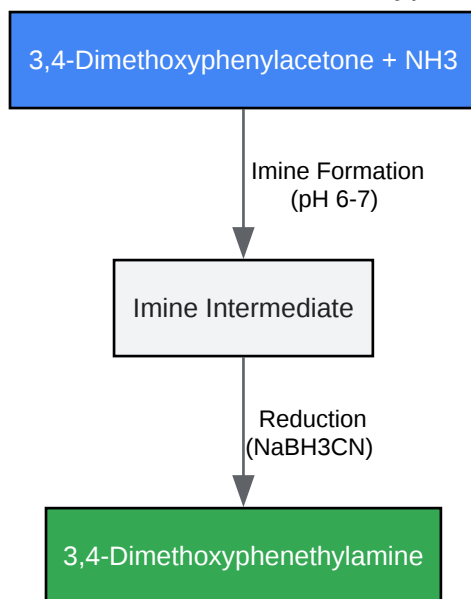 3,4-Dimethoxyphenylacetone + NH3
Imine Formation
(pH 6-7)
Imine Intermediate
Reduction
(NaBH3CN)
3,4-Dimethoxyphenethylamine